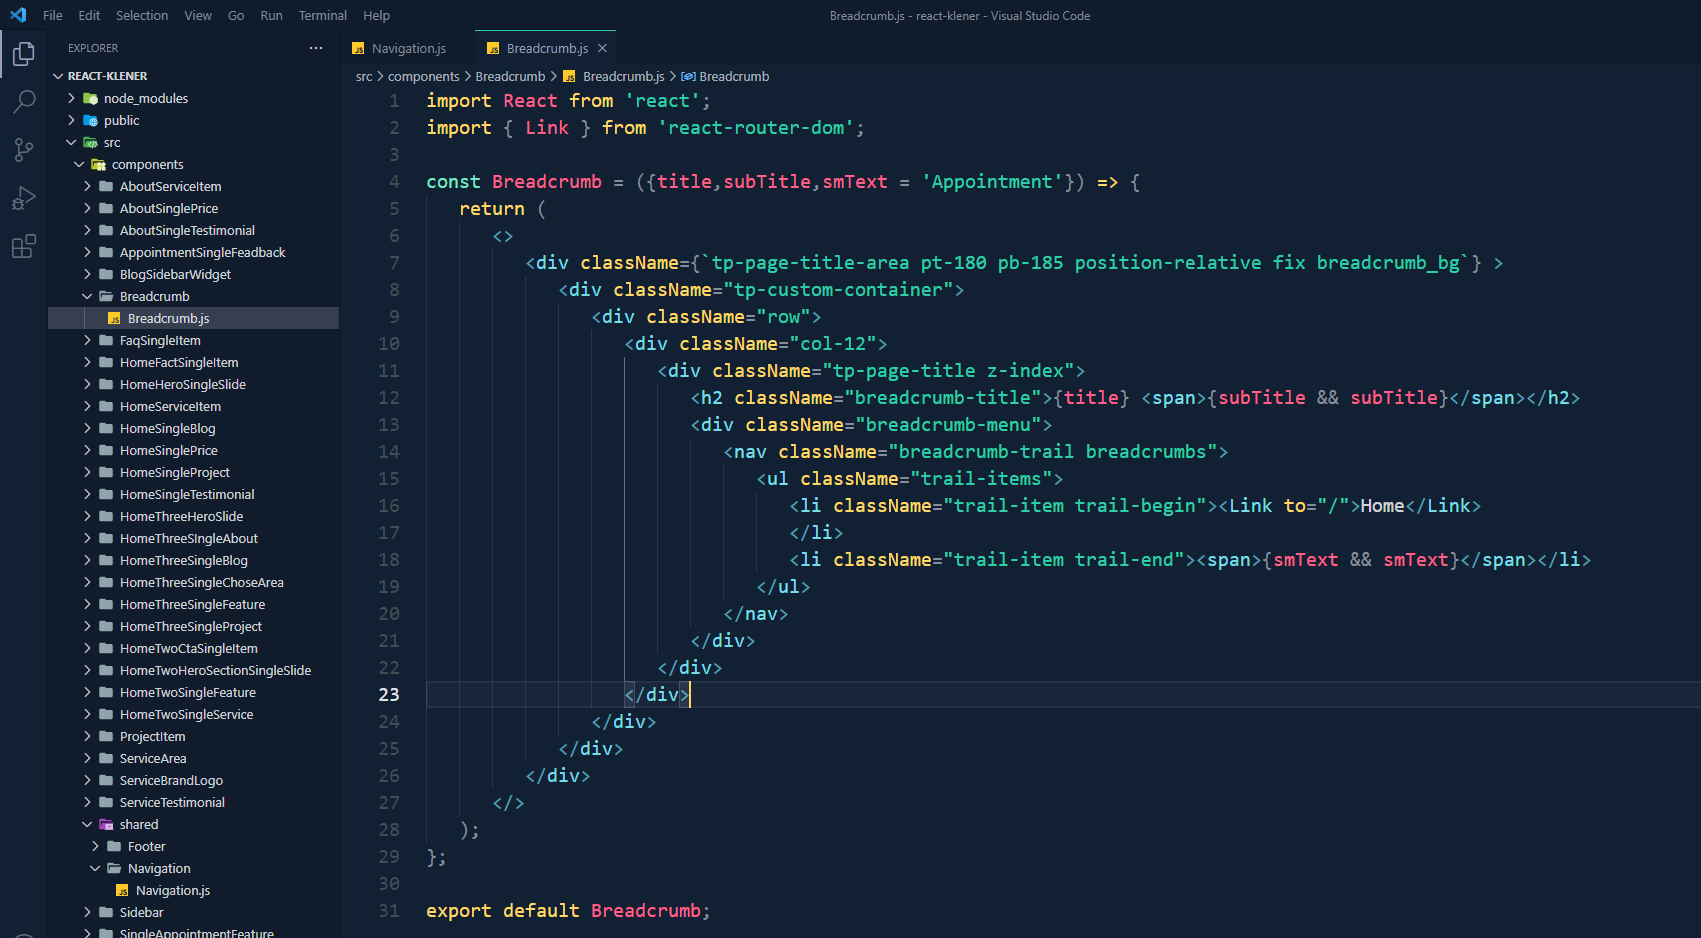 File Edit Selection View Go Run Terminal Help
Breadcrumb.js - react-klener - Visual Studio Code
EXPLORER
REACT-KLENER
node_modules
public
src
components
AboutServiceItem
AboutSinglePrice
AboutSingleTestimonial
AppointmentSingleFeadback
BlogSidebarWidget
Breadcrumb
Breadcrumb.js
FaqSingleItem
HomeFactSingleItem
HomeHeroSingleSlide
HomeServiceItem
HomeSingleBlog
HomeSinglePrice
HomeSingleProject
HomeSingleTestimonial
HomeThreeHeroSlide
HomeThreeSIngleAbout
HomeThreeSingleBlog
HomeThreeSingleChoseArea
HomeThreeSingleFeature
HomeThreeSingleProject
HomeTwoCtaSingleItem
HomeTwoHeroSectionSingleSlide
HomeTwoSingleFeature
HomeTwoSingleService
ProjectItem
ServiceArea
ServiceBrandLogo
ServiceTestimonial
shared
Footer
Navigation
JS Navigation.js
Sidebar
SingleAppointmentFeature
JS Navigation.js
JS Breadcrumb.js
src > components > Breadcrumb > JS Breadcrumb.js > Breadcrumb
1 import React from 'react';
2 import { Link } from 'react-router-dom';
3
4 const Breadcrumb = ({title,subTitle,smText = 'Appointment'}) => {
5 return (
6 <>
7 <div className={`tp-page-title-area pt-180 pb-185 position-relative fix breadcrumb_bg`} >
8 <div className="tp-custom-container">
9 <div className="row">
10 <div className="col-12">
11 <div className="tp-page-title z-index">
12 <h2 className="breadcrumb-title">{title} <span>{subTitle && subTitle}</span></h2>
13 <div className="breadcrumb-menu">
14 <nav className="breadcrumb-trail breadcrumbs">
15 <ul className="trail-items">
16 <li className="trail-item trail-begin"><Link to="/">Home</Link>
17 </li>
18 <li className="trail-item trail-end"><span>{smText && smText}</span></li>
19 </ul>
20 </nav>
21 </div>
22 </div>
23 </div>
24 </div>
25 </div>
26 </div>
27 </>
28 );
29 };
30
31 export default Breadcrumb;